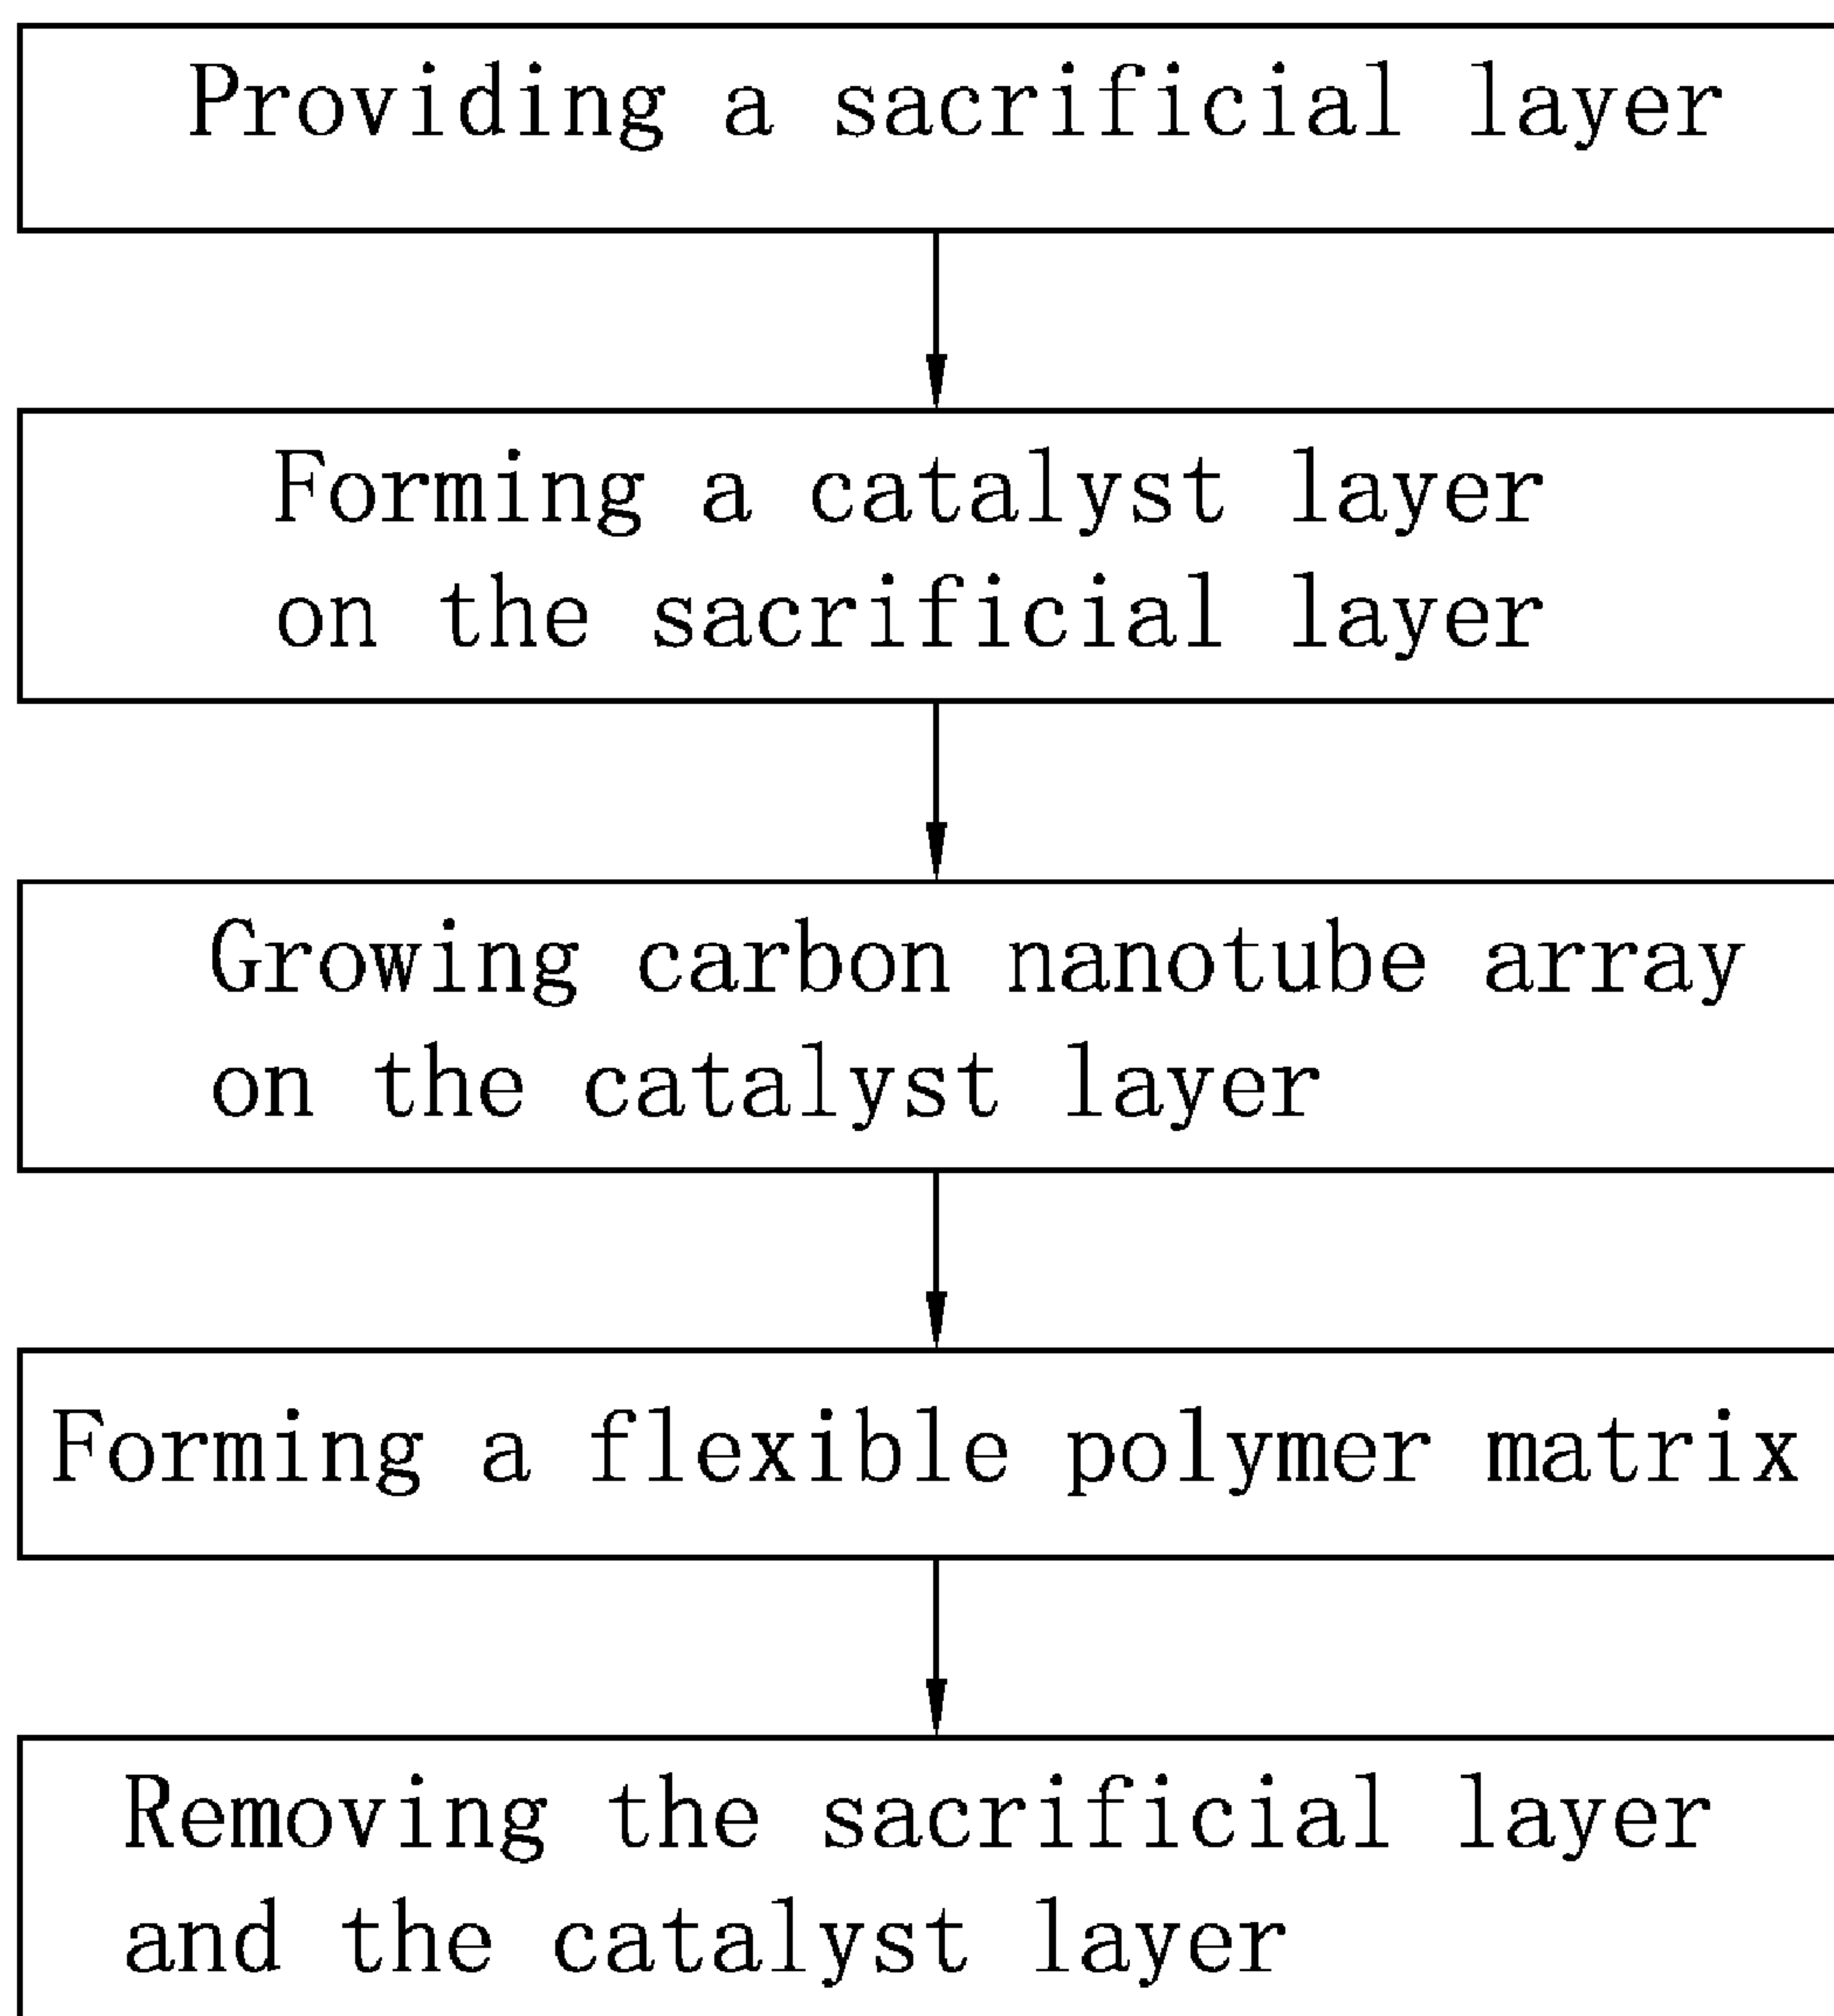 Providing a sacrificial layer
Forming a catalyst layer
on the sacrificial layer
Growing carbon nanotube array
on the catalyst layer
Forming a flexible polymer matrix
Removing the sacrificial layer
and the catalyst layer